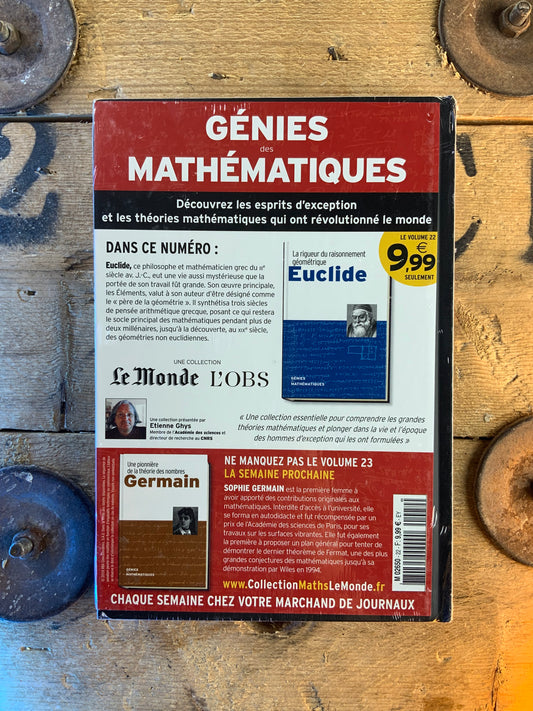 GÉNIES
des
MATHÉMATIQUES
Découvrez les esprits d'exception
et les théories mathématiques qui ont révolutionné le monde
DANS CE NUMÉRO :
Euclide, ce philosophe et mathématicien grec du IIIe
siècle av. J.-C., eut une vie aussi mystérieuse que la
portée de son travail fût grande. Son œuvre principale,
les Éléments, valut à son auteur d'être désigné comme
le « père de la géométrie ». Il synthétisa trois siècles
de pensée arithmétique grecque, posant ce qui restera
le socle principal des mathématiques pendant plus de
deux millénaires, jusqu'à la découverte, au XIXe siècle,
des géométries non euclidiennes.
La rigueur du raisonnement
géométrique
Euclide
GÉNIES
MATHÉMATIQUES
LE VOLUME 22
9,99 €
SEULEMENT
UNE COLLECTION
Le Monde L'OBS
Une collection présentée par
Etienne Ghys
Membre de l'Académie des sciences et
directeur de recherche au CNRS
« Une collection essentielle pour comprendre les grandes
théories mathématiques et plonger dans la vie et l'époque
des hommes d'exception qui les ont formulées »
Une pionnière
de la théorie des nombres
Germain
GÉNIES
MATHÉMATIQUES
NE MANQUEZ PAS LE VOLUME 23
LA SEMAINE PROCHAINE
SOPHIE GERMAIN est la première femme à
avoir apporté des contributions originales aux
mathématiques. Interdite d'accès à l'université, elle
se forma en autodidacte et fut récompensée par un
prix de l'Académie des sciences de Paris, pour ses
travaux sur les surfaces vibrantes. Elle fut également
la première à proposer un plan général pour tenter de
démontrer le dernier théorème de Fermat, une des plus
grandes conjectures des mathématiques jusqu'à sa
démonstration par Wiles en 1994.
www.CollectionMathsLeMonde.fr
CHAQUE SEMAINE CHEZ VOTRE MARCHAND DE JOURNAUX
M 02550 - 22 - F: 9,99 € - EY